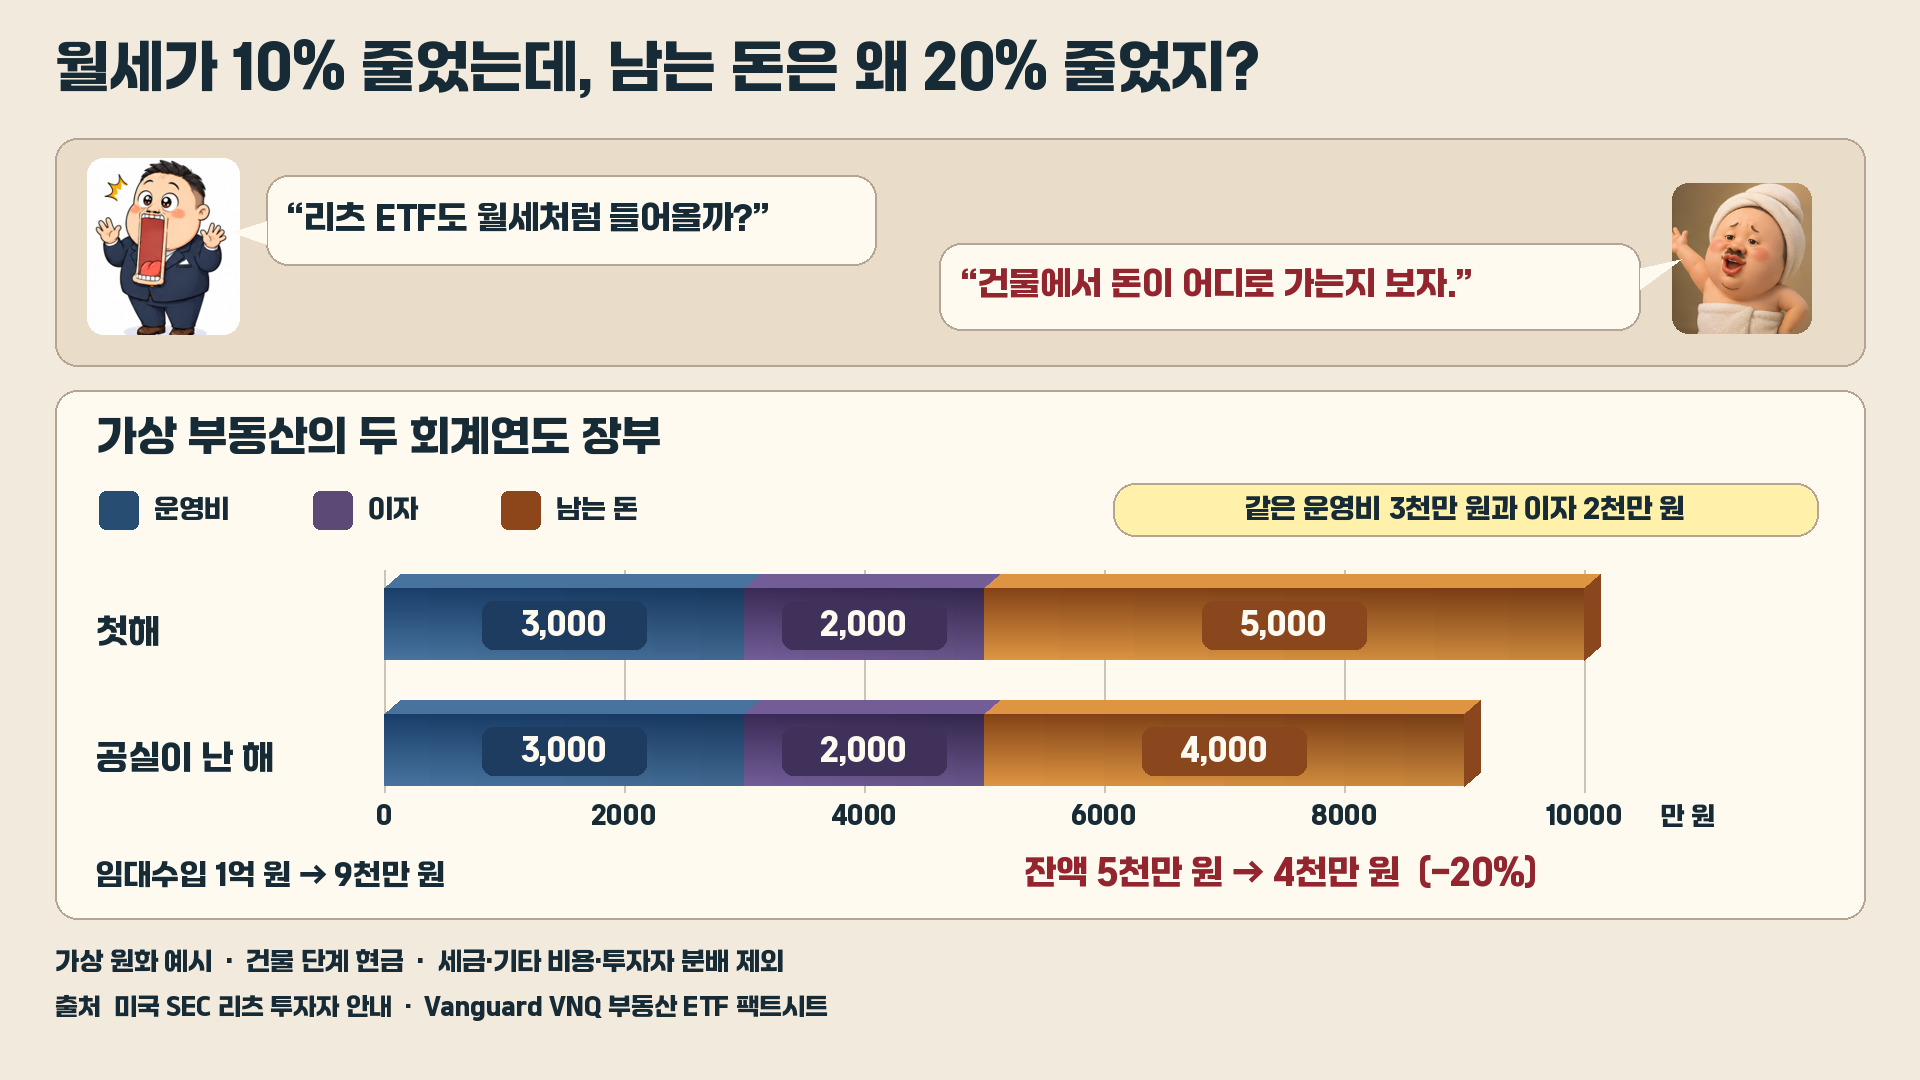 월세가 10% 줄었는데, 남는 돈은 왜 20% 줄었지?
“리츠 ETF도 월세처럼 들어올까?”
“건물에서 돈이 어디로 가는지 보자.”
가상 부동산의 두 회계연도 장부
운영비 이자 남는 돈
같은 운영비 3천만 원과 이자 2천만 원
첫해 3,000 2,000 5,000
공실이 난 해 3,000 2,000 4,000
0 2000 4000 6000 8000 10000 만 원
임대수입 1억 원 → 9천만 원
잔액 5천만 원 → 4천만 원 (−20%)
가상 원화 예시 · 건물 단계 현금 · 세금·기타 비용·투자자 분배 제외
출처 미국 SEC 리츠 투자자 안내 · Vanguard VNQ 부동산 ETF 팩트시트